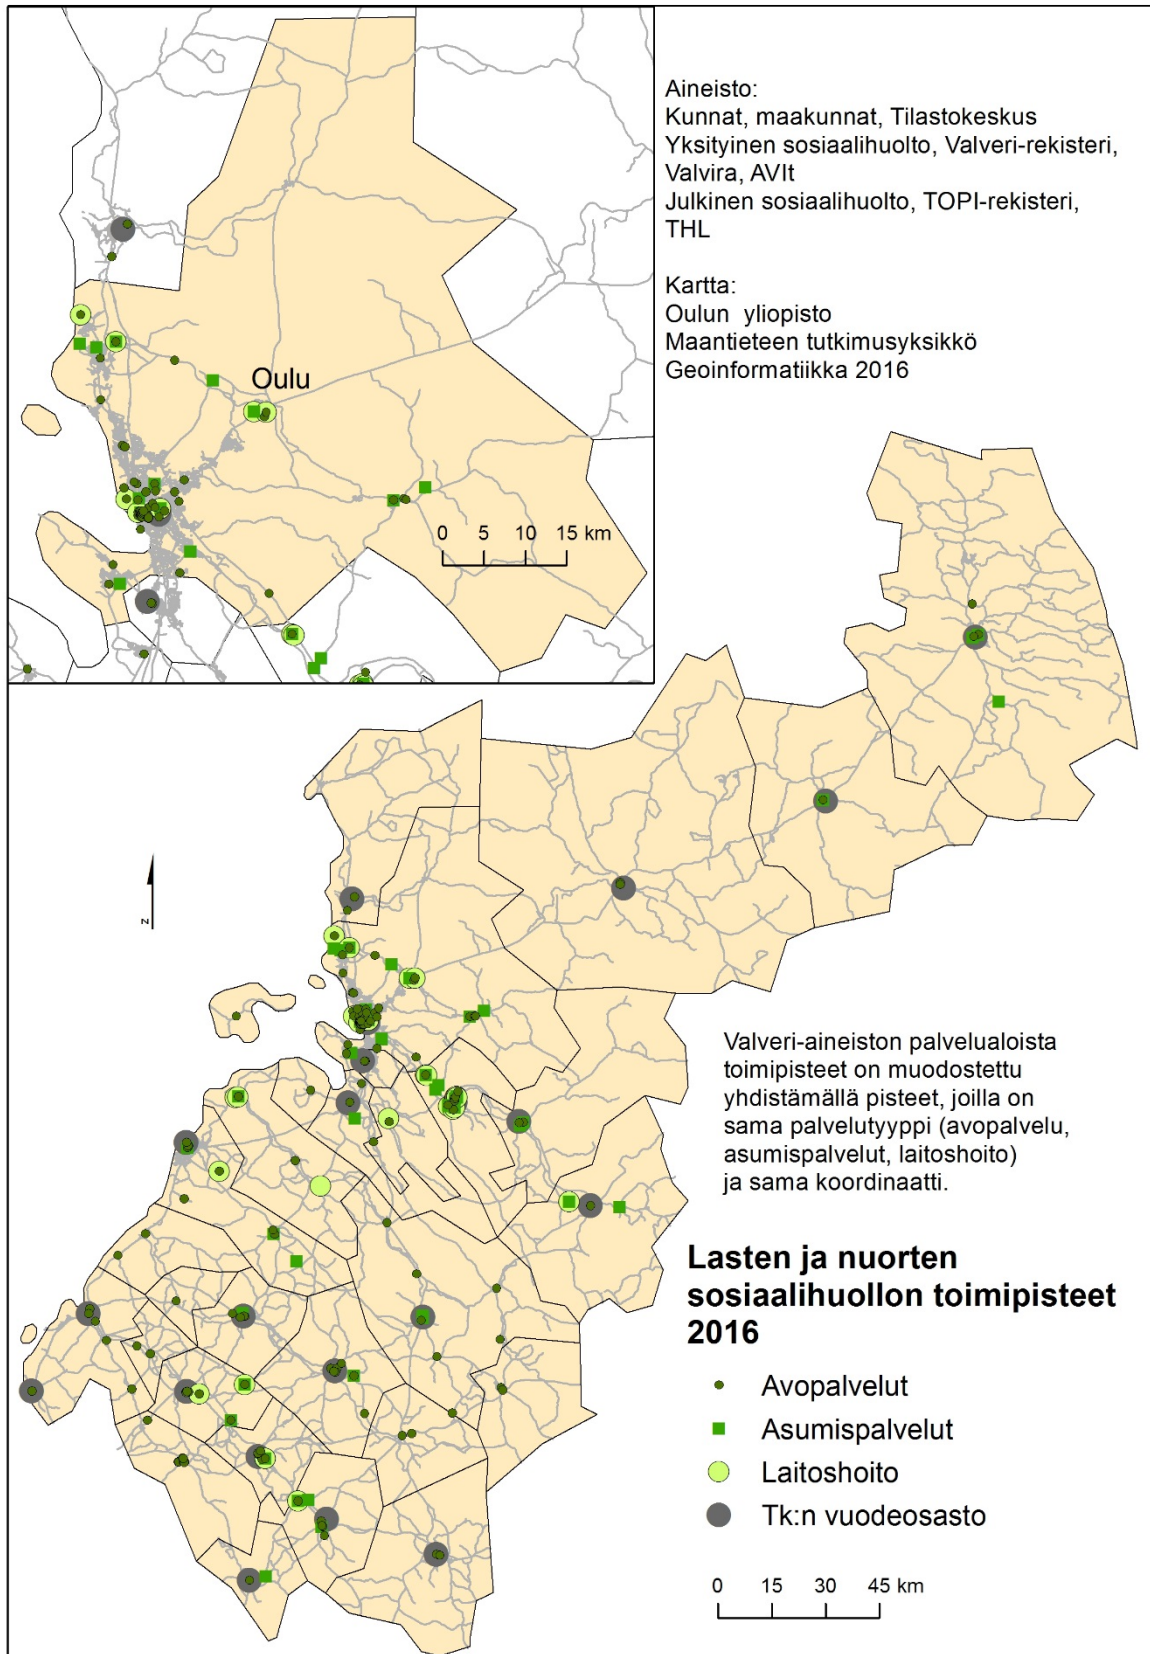 Aineisto:
Kunnat, maakunnat, Tilastokeskus
Yksityinen sosiaalihuolto, Valveri-rekisteri,
Valvira, AVIt
Julkinen sosiaalihuolto, TOPI-rekisteri,
THL
Kartta:
Oulun yliopisto
Maantieteen tutkimusyksikkö
Geoinformatiikka 2016
Oulu
0 5 10 15 km
N
Valveri-aineiston palvelualoista
toimipisteet on muodostettu
yhdistämällä pisteet, joilla on
sama palvelutyyppi (avopalvelu,
asumispalvelut, laitoshoito)
ja sama koordinaatti.
Lasten ja nuorten
sosiaalihuollon toimipisteet
2016
Avopalvelut
Asumispalvelut
Laitoshoito
Tk:n vuodeosasto
0 15 30 45 km